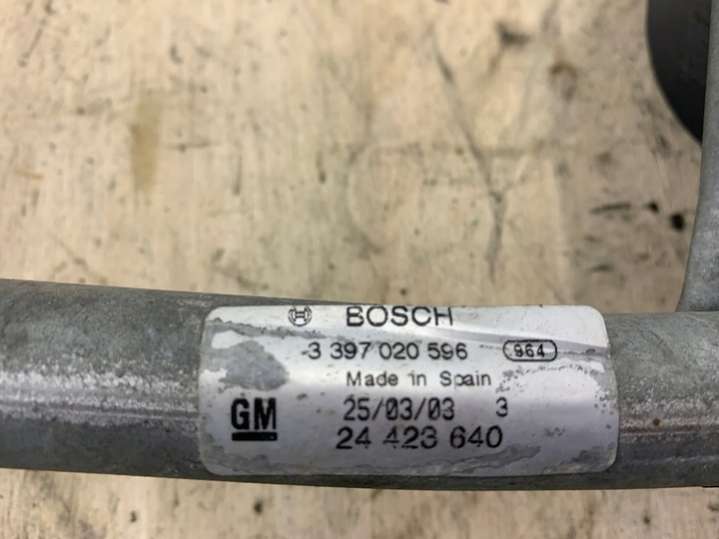 BOSCH
3 397 020 596 964
Made in Spain
GM 25/03/03 3
24 423 640